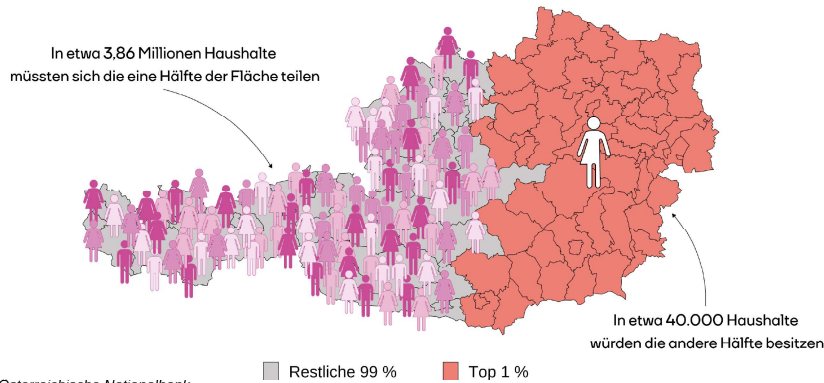 In etwa 3,86 Millionen Haushalte
müssten sich die eine Hälfte der Fläche teilen
In etwa 40.000 Haushalte
würden die andere Hälfte besitzen
Restliche 99 %
Top 1 %
Österreichische Nationalbank